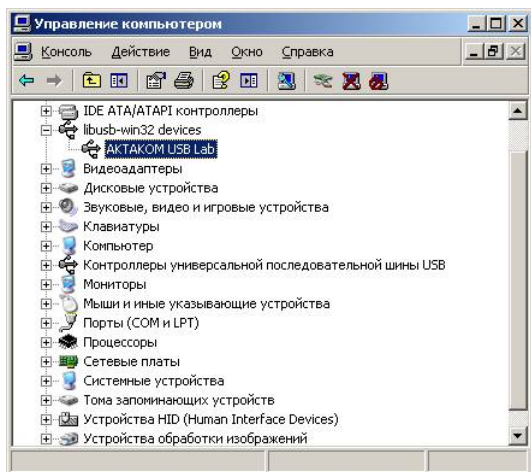 Управление компьютером
Консоль Действие Вид Окно Справка
IDE ATA/ATAPI контроллеры
libusb-win32 devices
AKTAKOM USB Lab
Видеоадаптеры
Дисковые устройства
Звуковые, видео и игровые устройства
Клавиатуры
Компьютер
Контроллеры универсальной последовательной шины USB
Мониторы
Мыши и иные указывающие устройства
Порты (COM и LPT)
Процессоры
Сетевые платы
Системные устройства
Тома запоминающих устройств
Устройства HID (Human Interface Devices)
Устройства обработки изображений